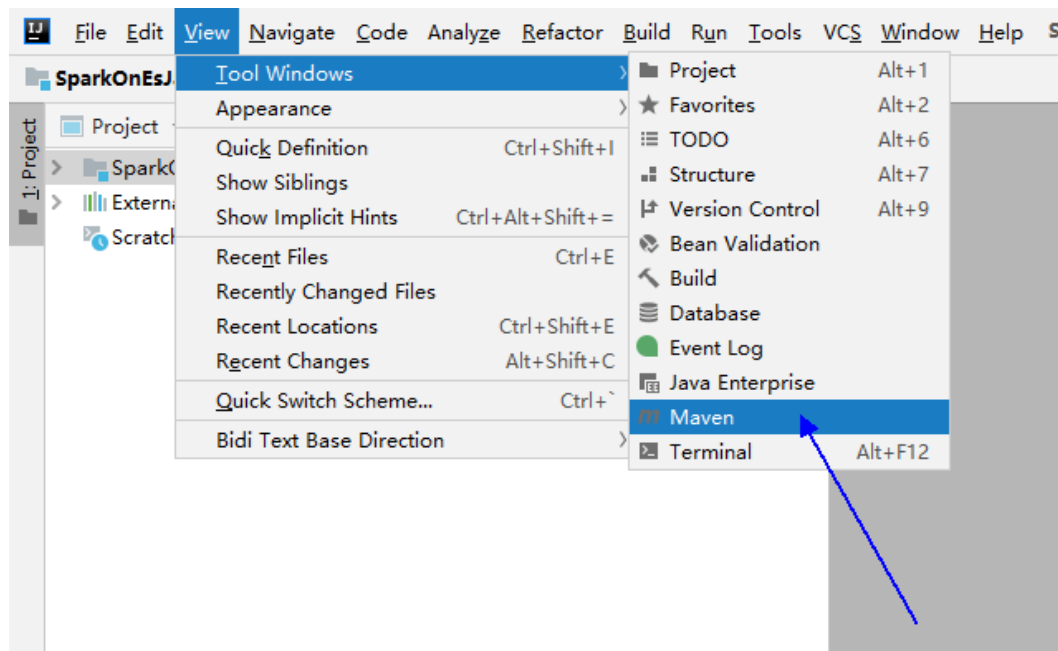 IJ File Edit View Navigate Code Analyze Refactor Build Run Tools VCS Window Help
SparkOnEsJ
1: Project
Project
Spark
Extern
Scratch
Tool Windows
Appearance
Quick Definition Ctrl+Shift+I
Show Siblings
Show Implicit Hints Ctrl+Alt+Shift+=
Recent Files Ctrl+E
Recently Changed Files
Recent Locations Ctrl+Shift+E
Recent Changes Alt+Shift+C
Quick Switch Scheme... Ctrl+`
Bidi Text Base Direction
Project Alt+1
Favorites Alt+2
TODO Alt+6
Structure Alt+7
Version Control Alt+9
Bean Validation
Build
Database
Event Log
Java Enterprise
Maven
Terminal Alt+F12